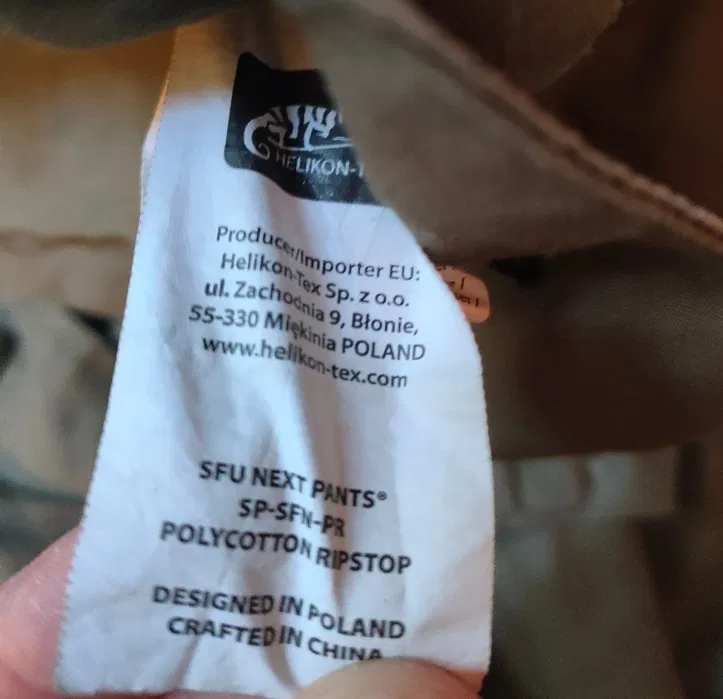 HELIKON-T
Producer/Importer EU:
Helikon-Tex Sp. z o.o.
ul. Zachodnia 9, Błonie,
55-330 Miękinia POLAND
www.helikon-tex.com
SFU NEXT PANTS®
SP-SFN-PR
POLYCOTTON RIPSTOP
DESIGNED IN POLAND
CRAFTED IN CHINA